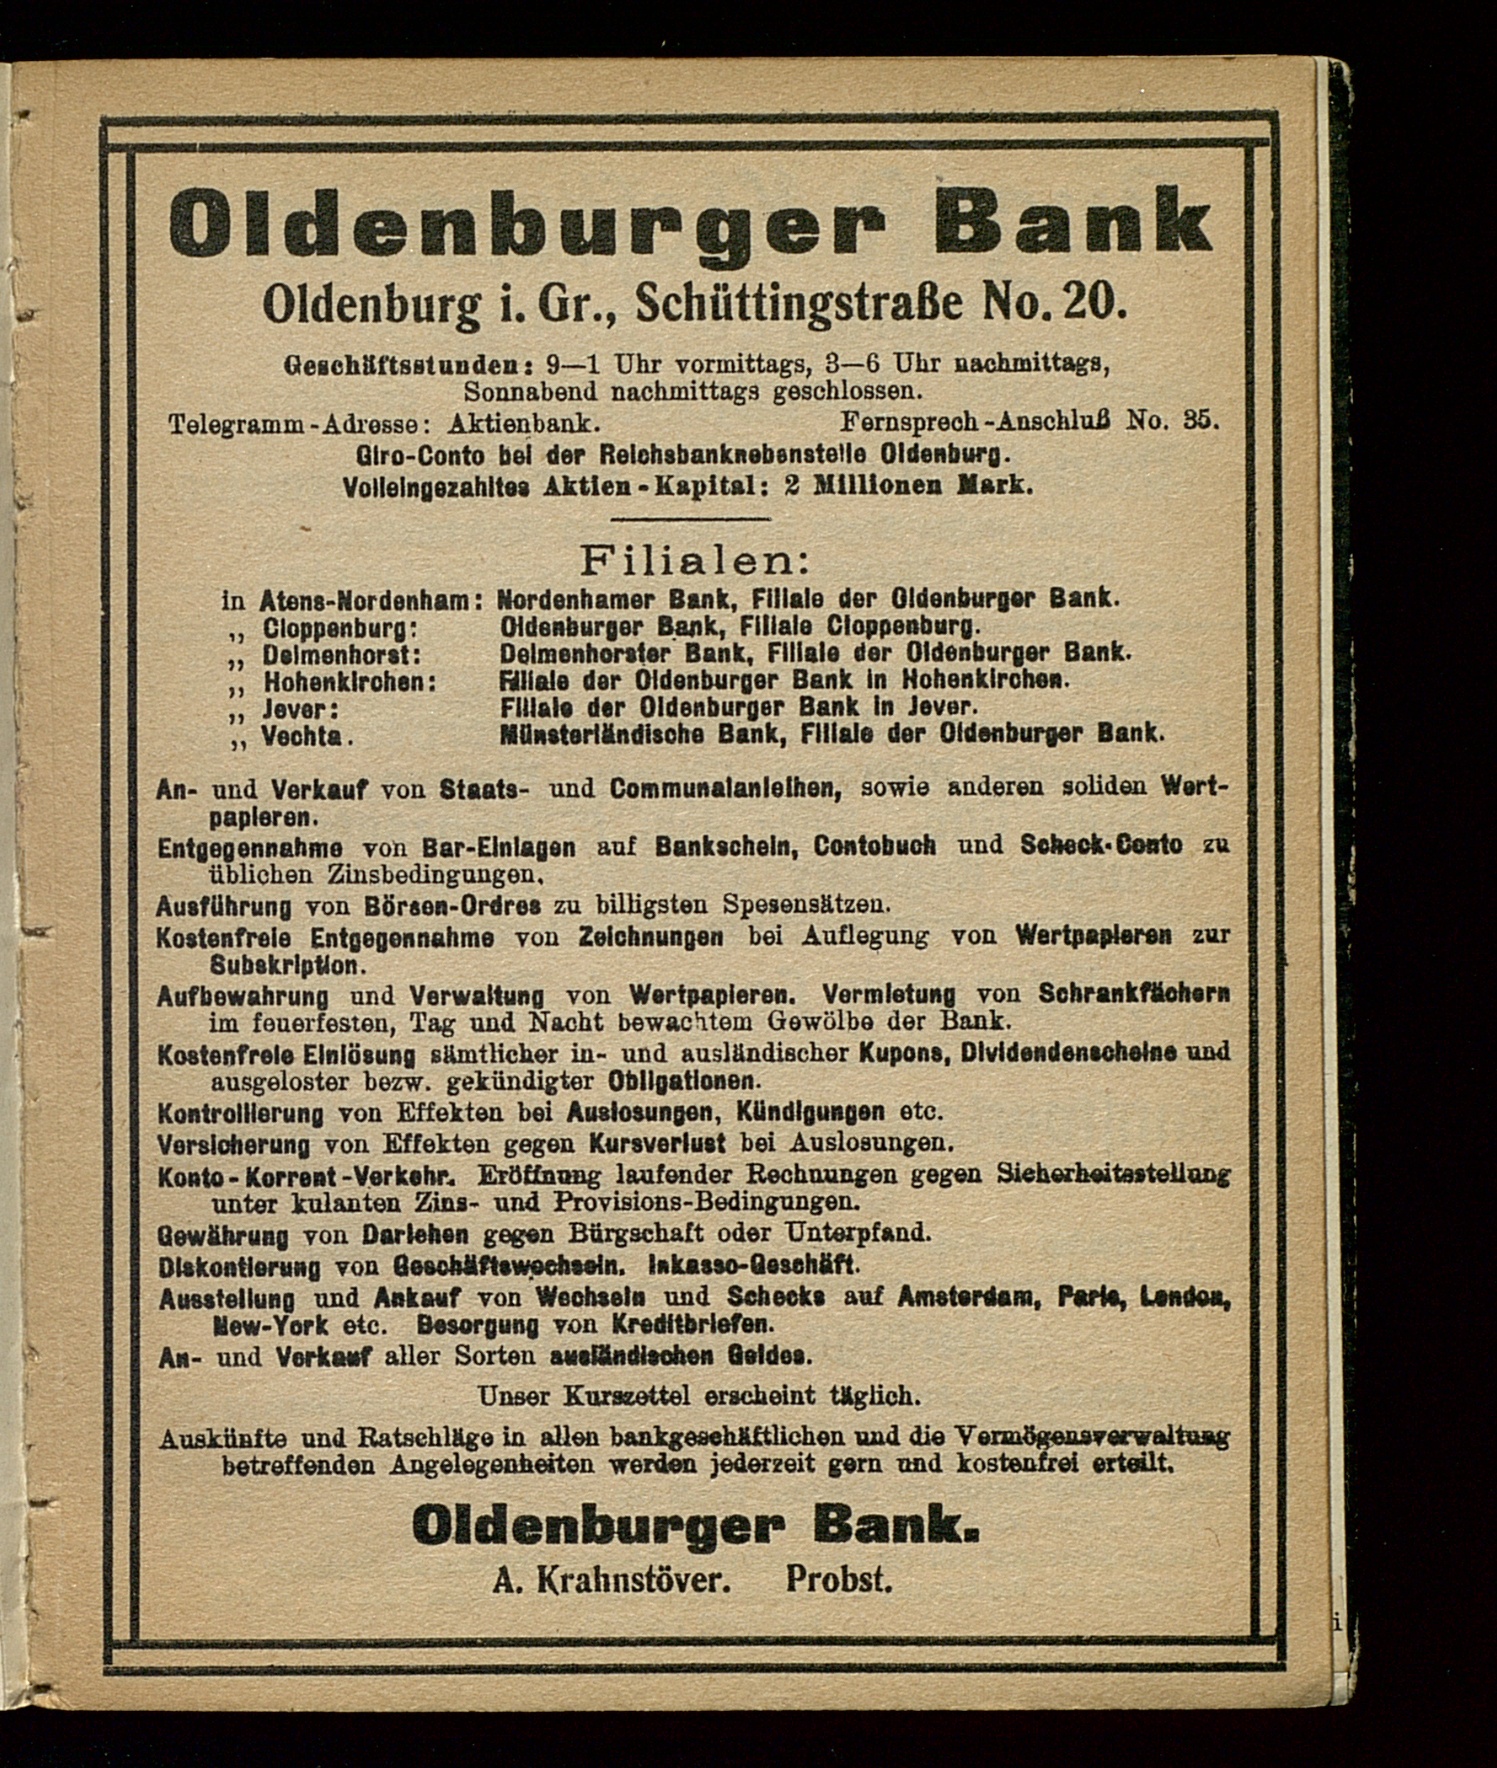 Oldenburger Bank
Oldenburg i. Gr., Schüttingstraße No. 20.
Geschäftsstunden: 9—1 Uhr vormittags, 3—6 Uhr nachmittags,
Sonnabend nachmittags geschlossen.
Telegramm-Adresse: Aktienbank. Fernsprech-Anschluß No. 35.
Giro-Conto bei der Reichsbanknebenstelle Oldenburg.
Volleingezahltes Aktien-Kapital: 2 Millionen Mark.
Filialen:
in Atens-Nordenham: Nordenhamer Bank, Filiale der Oldenburger Bank.
„ Cloppenburg: Oldenburger Bank, Filiale Cloppenburg.
„ Delmenhorst: Delmenhorster Bank, Filiale der Oldenburger Bank.
„ Hohenkirchen: Filiale der Oldenburger Bank in Hohenkirchen.
„ Jever: Filiale der Oldenburger Bank in Jever.
„ Vechta. Münsterländische Bank, Filiale der Oldenburger Bank.
An- und Verkauf von Staats- und Communalanleihen, sowie anderen soliden Wert-
papieren.
Entgegennahme von Bar-Einlagen auf Bankschein, Contobuch und Scheck-Conto zu
üblichen Zinsbedingungen.
Ausführung von Börsen-Ordres zu billigsten Spesensätzen.
Kostenfreie Entgegennahme von Zeichnungen bei Auflegung von Wertpapieren zur
Subskription.
Aufbewahrung und Verwaltung von Wertpapieren. Vermietung von Schrankfächern
im feuerfesten, Tag und Nacht bewachtem Gewölbe der Bank.
Kostenfreie Einlösung sämtlicher in- und ausländischer Kupons, Dividendenscheine und
ausgeloster bezw. gekündigter Obligationen.
Kontrollierung von Effekten bei Auslosungen, Kündigungen etc.
Versicherung von Effekten gegen Kursverlust bei Auslosungen.
Konto-Korrent-Verkehr. Eröffnung laufender Rechnungen gegen Sicherheitsstellung
unter kulanten Zins- und Provisions-Bedingungen.
Gewährung von Darlehen gegen Bürgschaft oder Unterpfand.
Diskontierung von Geschäftswechseln. Inkasso-Geschäft.
Ausstellung und Ankauf von Wechseln und Schecks auf Amsterdam, Paris, London,
New-York etc. Besorgung von Kreditbriefen.
An- und Verkauf aller Sorten ausländischen Geldes.
Unser Kurszettel erscheint täglich.
Auskünfte und Ratschläge in allen bankgeschäftlichen und die Vermögensverwaltung
betreffenden Angelegenheiten werden jederzeit gern und kostenfrei erteilt.
Oldenburger Bank.
A. Krahnstöver. Probst.
i